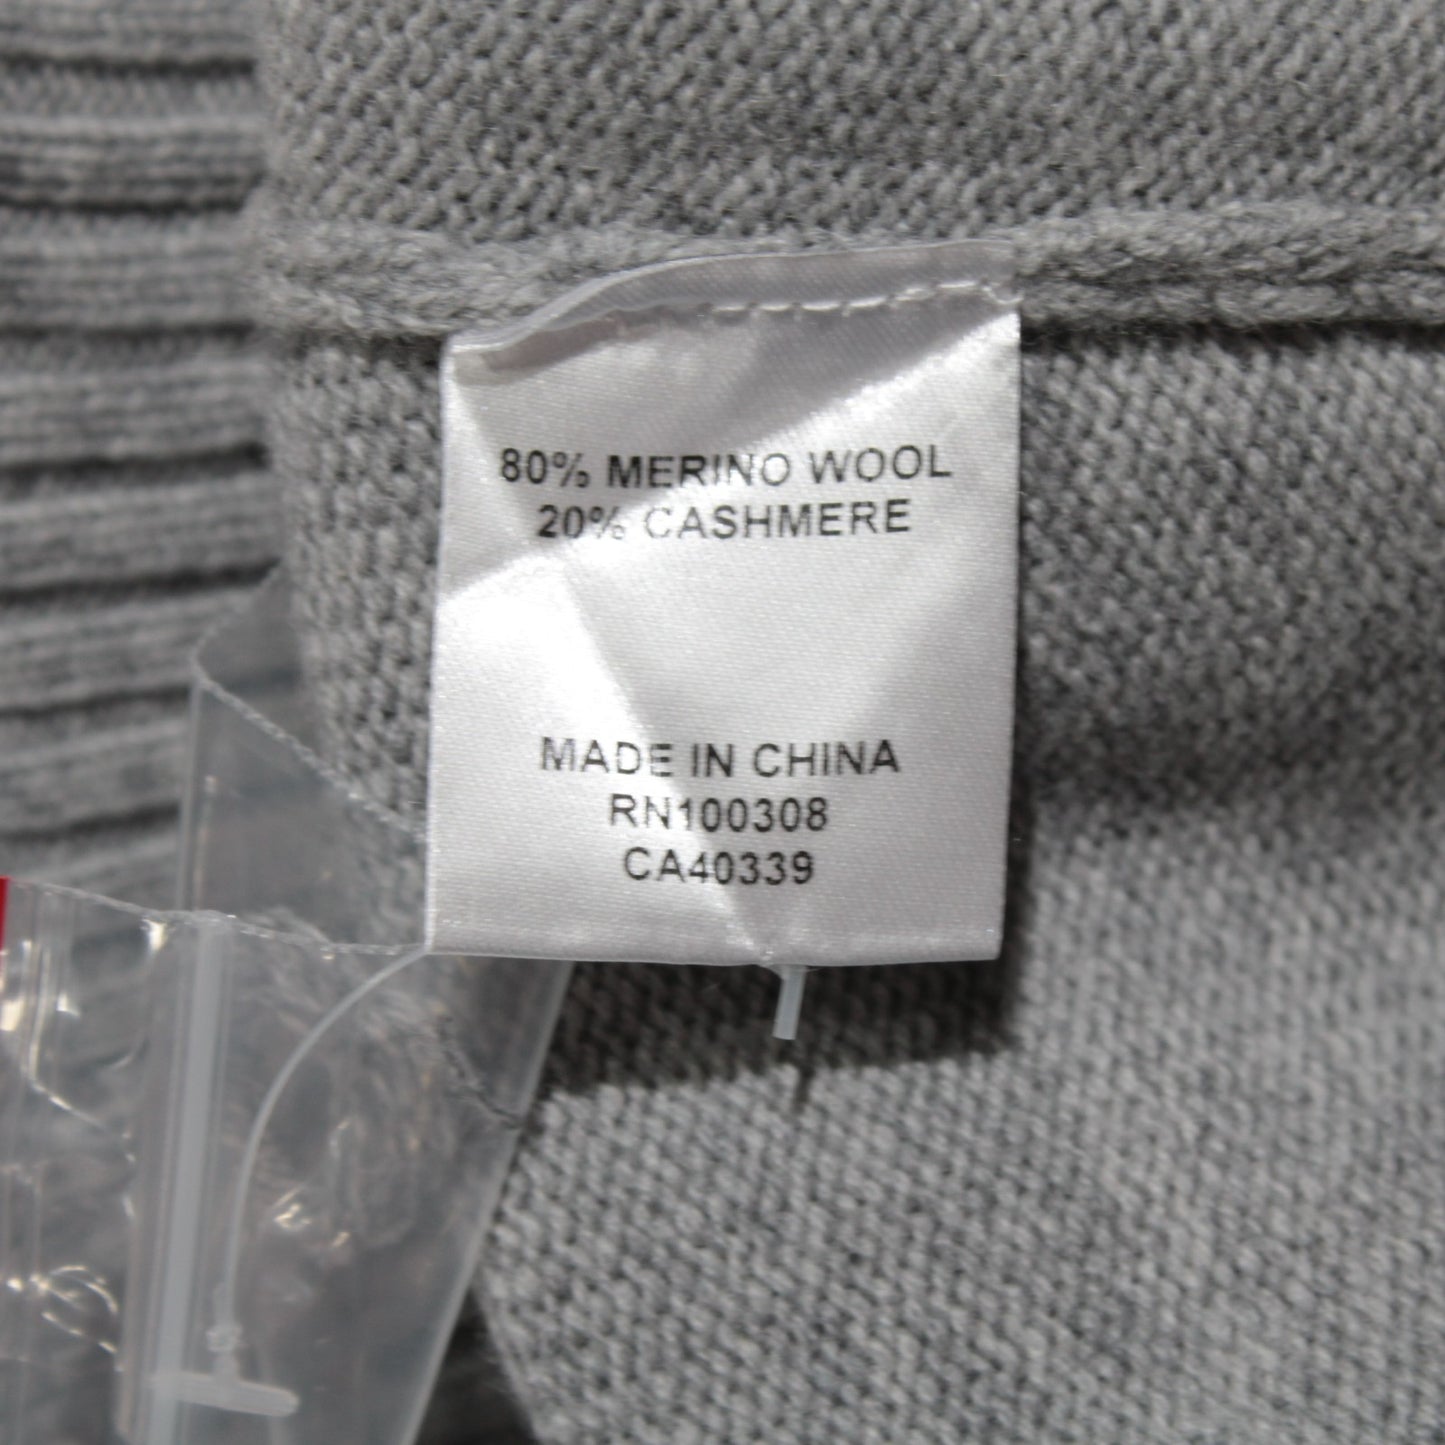 80% MERINO WOOL
20% CASHMERE
MADE IN CHINA
RN100308
CA40339